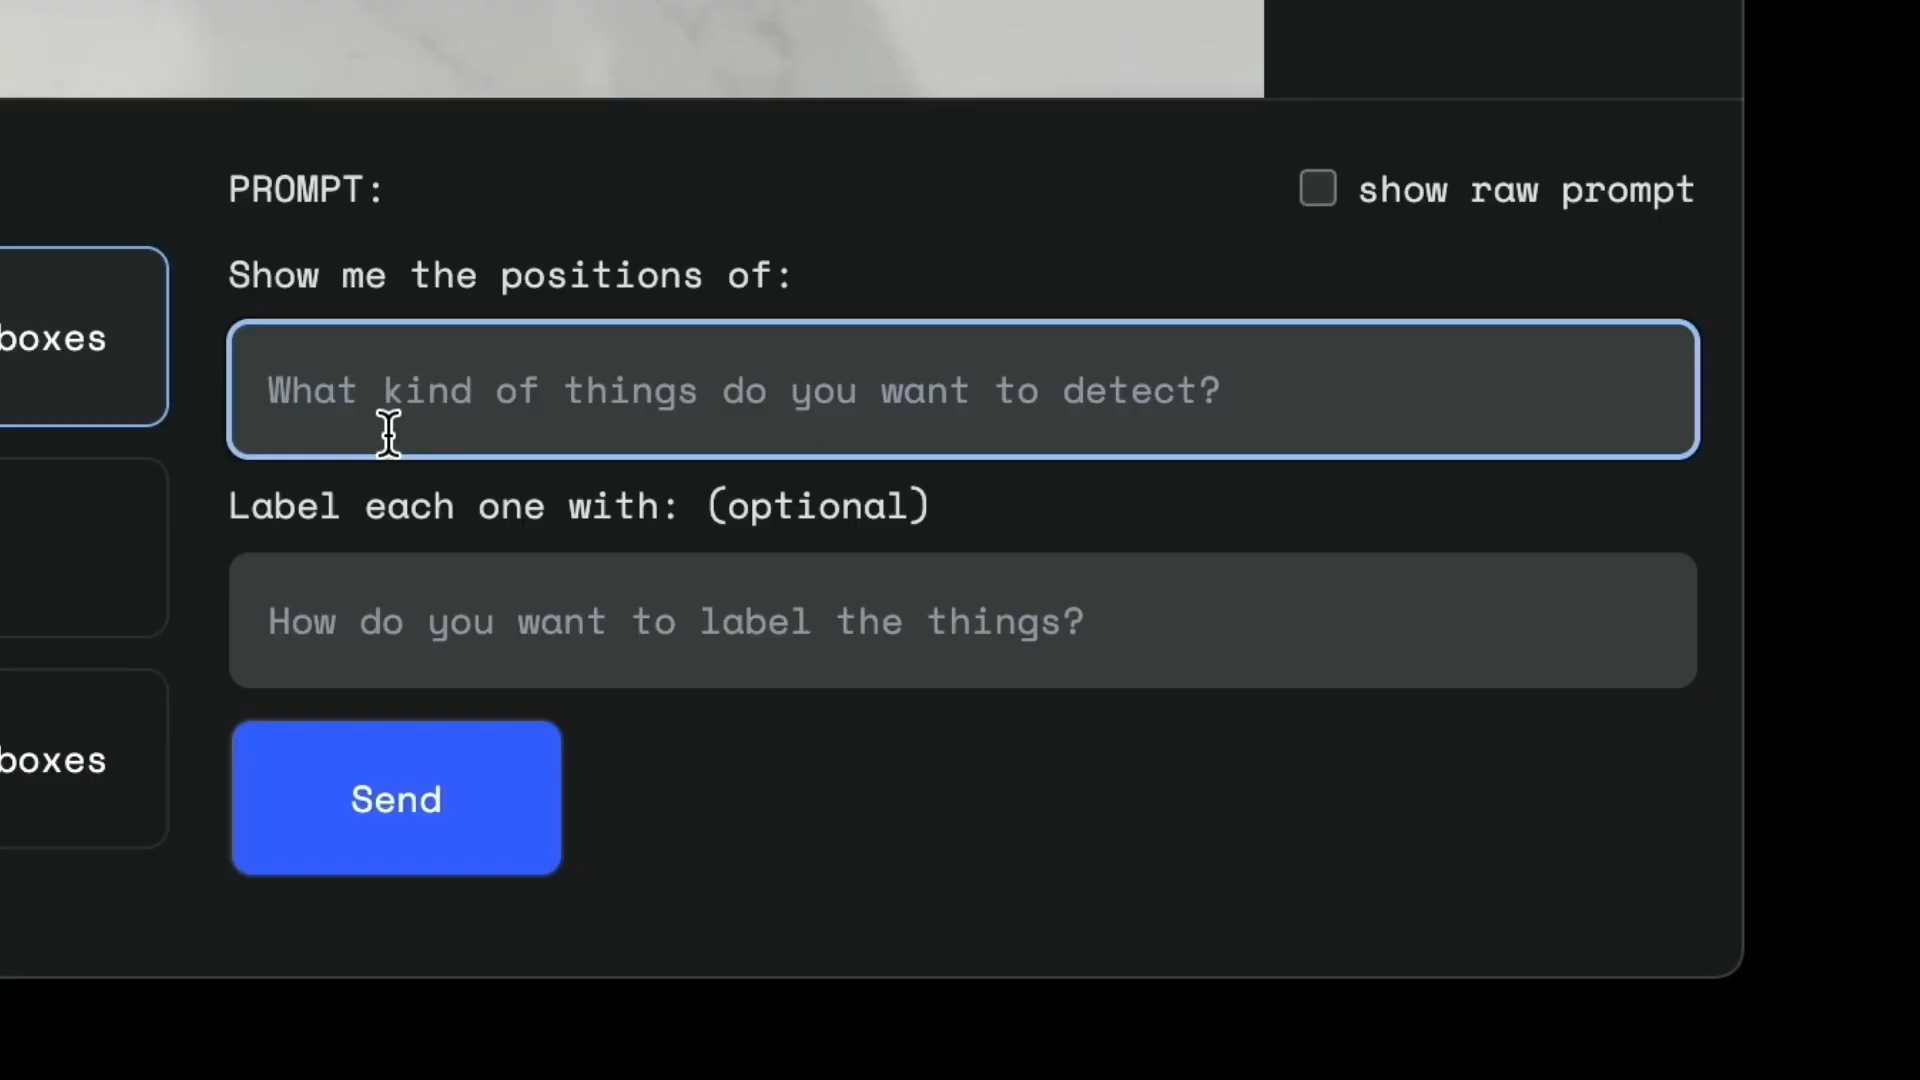 PROMPT:
show raw prompt
Show me the positions of:
boxes
What kind of things do you want to detect?
Label each one with: (optional)
How do you want to label the things?
boxes
Send